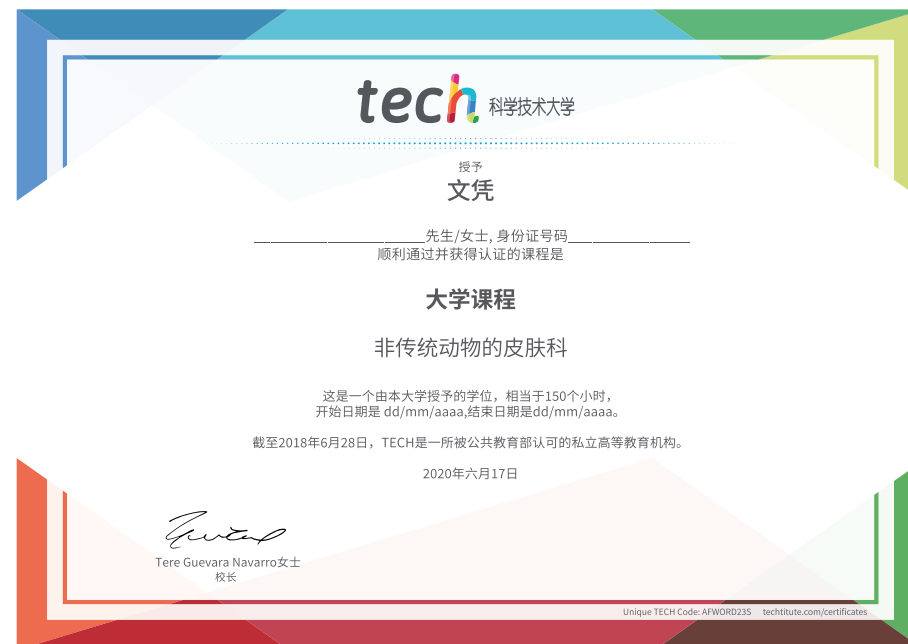 tech 科学技术大学
授予
文凭
先生/女士, 身份证号码
顺利通过并获得认证的课程是
大学课程
非传统动物的皮肤科
这是一个由本大学授予的学位，相当于150个小时，
开始日期是 dd/mm/aaaa,结束日期是dd/mm/aaaa。
截至2018年6月28日，TECH是一所被公共教育部认可的私立高等教育机构。
2020年六月17日
Tere Guevara Navarro女士
校长
Unique TECH Code: AFWORD23S techtitute.com/certificates